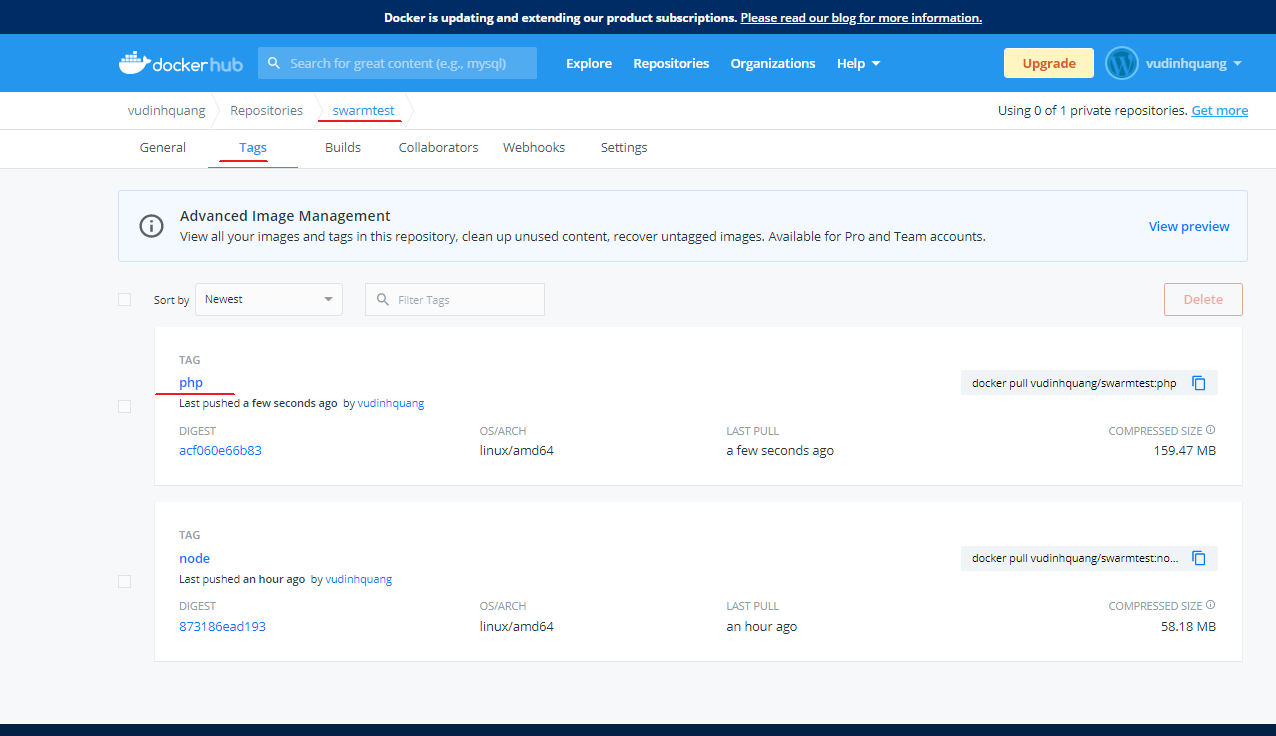 Docker is updating and extending our product subscriptions. Please read our blog for more information.
docker hub Search for great content (e.g., mysql) Explore Repositories Organizations Help Upgrade vudinhquang
vudinhquang Repositories swarmtest Using 0 of 1 private repositories. Get more
General Tags Builds Collaborators Webhooks Settings
Advanced Image Management
View all your images and tags in this repository, clean up unused content, recover untagged images. Available for Pro and Team accounts.
View preview
Sort by Newest Filter Tags Delete
TAG
php
docker pull vudinhquang/swarmtest:php
Last pushed a few seconds ago by vudinhquang
DIGEST OS/ARCH LAST PULL COMPRESSED SIZE
acf060e66b83 linux/amd64 a few seconds ago 159.47 MB
TAG
node
docker pull vudinhquang/swarmtest:no...
Last pushed an hour ago by vudinhquang
DIGEST OS/ARCH LAST PULL COMPRESSED SIZE
873186ead193 linux/amd64 an hour ago 58.18 MB